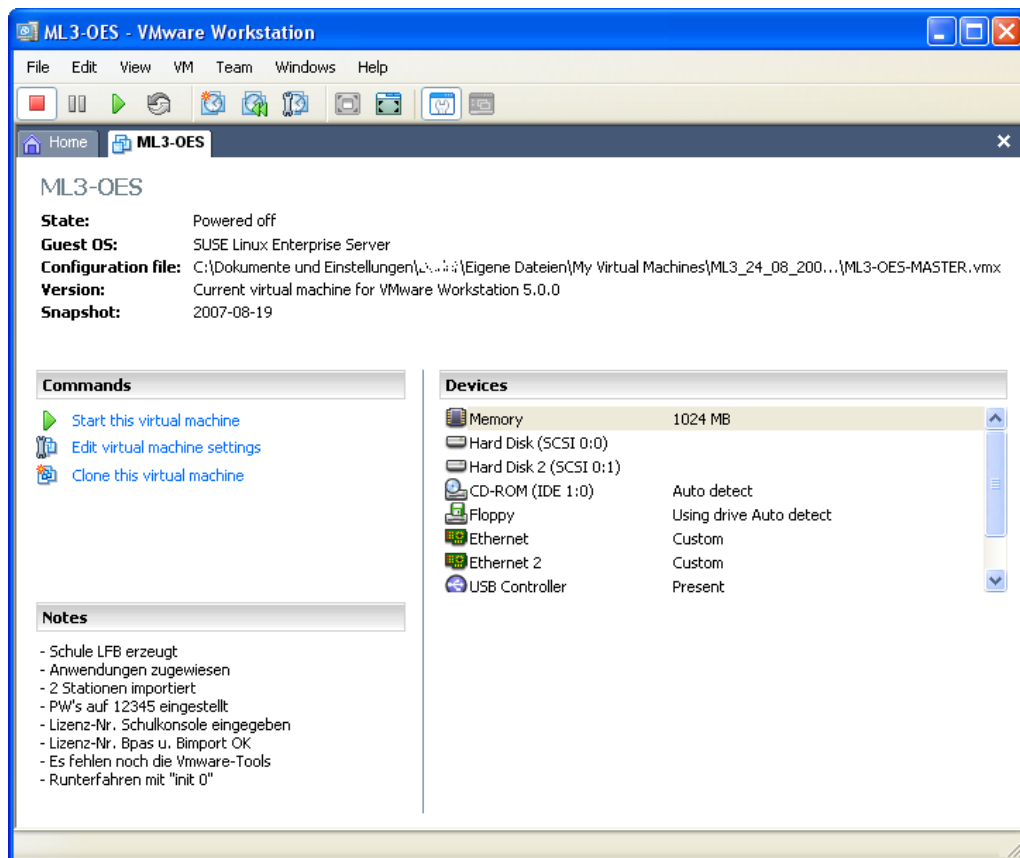 ML3-OES - VMware Workstation
File Edit View VM Team Windows Help
Home ML3-OES
ML3-OES
State: Powered off
Guest OS: SUSE Linux Enterprise Server
Configuration file: C:\Dokumente und Einstellungen\ \Eigene Dateien\My Virtual Machines\ML3_24_08_200...\ML3-OES-MASTER.vmx
Version: Current virtual machine for VMware Workstation 5.0.0
Snapshot: 2007-08-19
Commands
Start this virtual machine
Edit virtual machine settings
Clone this virtual machine
Notes
- Schule LFB erzeugt
- Anwendungen zugewiesen
- 2 Stationen importiert
- PW's auf 12345 eingestellt
- Lizenz-Nr. Schulkonsole eingegeben
- Lizenz-Nr. Bpas u. Bimport OK
- Es fehlen noch die Vmware-Tools
- Runterfahren mit "init 0"
Devices
Memory 1024 MB
Hard Disk (SCSI 0:0)
Hard Disk 2 (SCSI 0:1)
CD-ROM (IDE 1:0) Auto detect
Floppy Using drive Auto detect
Ethernet Custom
Ethernet 2 Custom
USB Controller Present